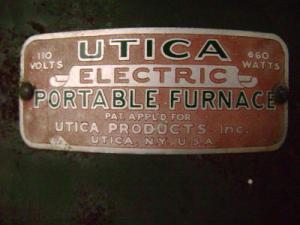 UTICA
110 VOLTS
660 WATTS
ELECTRIC
PORTABLE FURNACE
PAT. APPL'D FOR
UTICA PRODUCTS, Inc.
UTICA, N.Y., U.S.A.